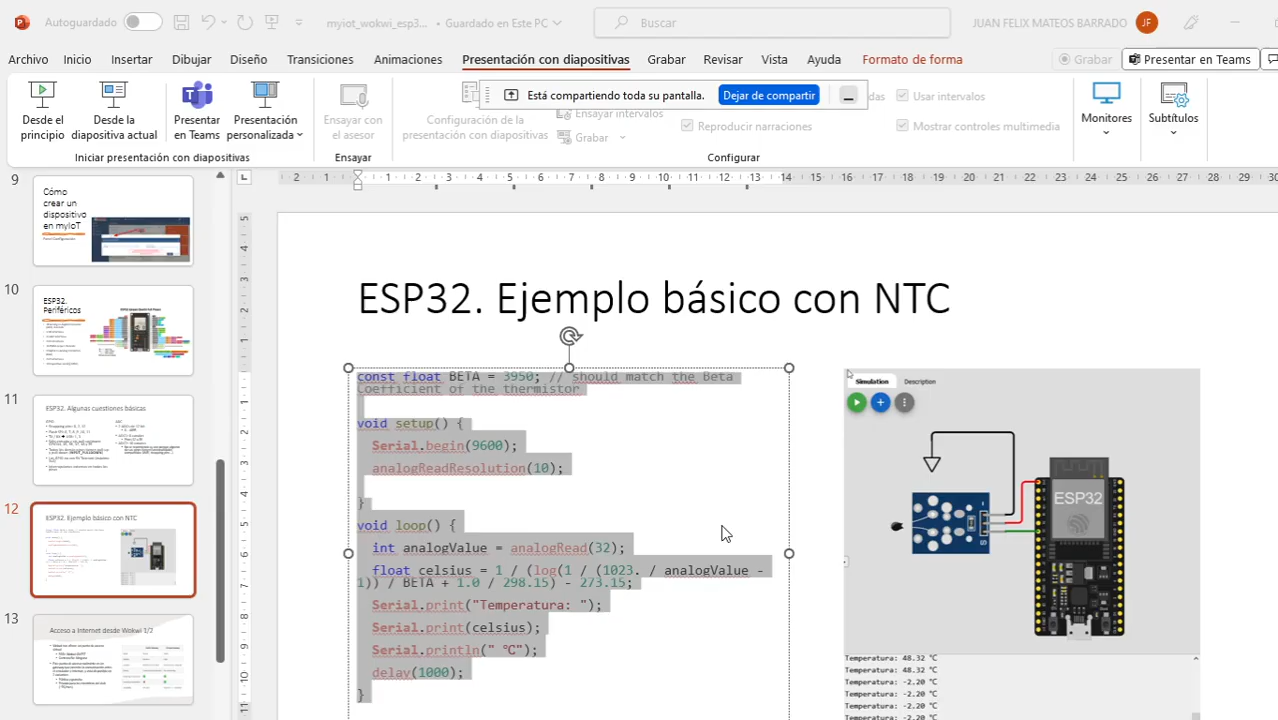 Autoguardado
myiot_wokwi_esp3... • Guardado en Este PC
Buscar
JUAN FELIX MATEOS BARRADO
JF
Archivo
Inicio
Insertar
Dibujar
Diseño
Transiciones
Animaciones
Presentación con diapositivas
Grabar
Revisar
Vista
Ayuda
Formato de forma
Grabar
Presentar en Teams
Está compartiendo toda su pantalla.
Dejar de compartir
Desde el principio
Desde la diapositiva actual
Presentar en Teams
Presentación personalizada
Ensayar con el asesor
Configuración de la presentación con diapositivas
Ensayar intervalos
Grabar
Reproducir narraciones
Usar intervalos
Mostrar controles multimedia
Monitores
Subtítulos
Iniciar presentación con diapositivas
Ensayar
Configurar
9
Cómo
crear un
dispositivo
en myIoT
10
ESP32.
Periféricos
11
ESP32. Algunas cuestiones básicas
12
ESP32. Ejemplo básico con NTC
13
Acceso a Internet desde Wokwi 1/2
ESP32. Ejemplo básico con NTC
const float BETA = 3950; // should match the Beta
Coefficient of the thermistor
void setup() {
Serial.begin(9600);
analogReadResolution(10);
}
void loop() {
int analogValue = analogRead(32);
float celsius = 1 / (log(1 / (1023. / analogValue -
1)) / BETA + 1.0 / 298.15) - 273.15;
Serial.print("Temperatura: ");
Serial.print(celsius);
Serial.println(" ℃");
delay(1000);
}
Simulation
Description
ESP32
S
Temperatura: 48.32 ℃
Temperatura: 48.32 ℃
Temperatura: -2.20 ℃
Temperatura: -2.20 ℃
Temperatura: -2.20 ℃
Temperatura: -2.20 ℃